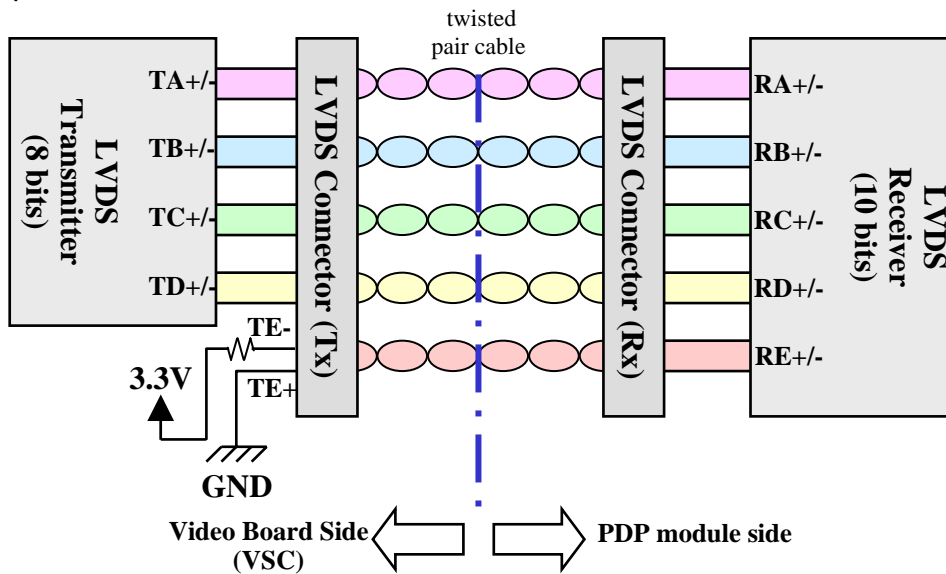 twisted
pair cable
LVDS
Transmitter
(8 bits)
TA+/-
TB+/-
TC+/-
TD+/-
TE-
TE+
3.3V
GND
LVDS Connector (Tx)
LVDS Connector (Rx)
RA+/-
RB+/-
RC+/-
RD+/-
RE+/-
LVDS
Receiver
(10 bits)
Video Board Side
(VSC)
PDP module side